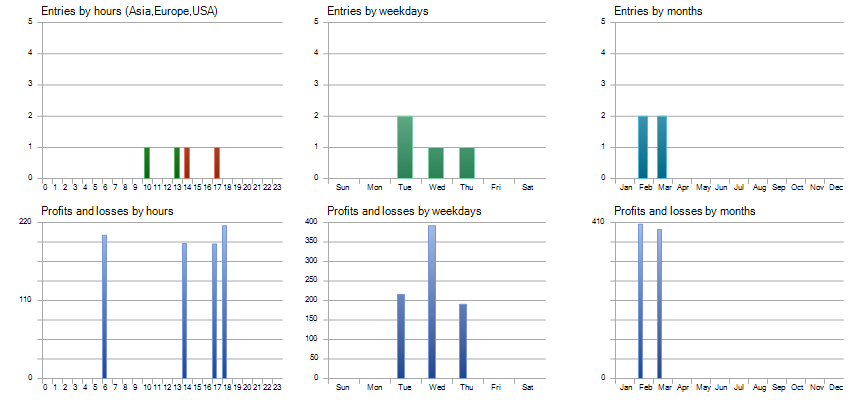 Entries by hours (Asia,Europe,USA)
5
4
3
2
1
0
0 1 2 3 4 5 6 7 8 9 10 11 12 13 14 15 16 17 18 19 20 21 22 23
Entries by weekdays
5
4
3
2
1
0
Sun Mon Tue Wed Thu Fri Sat
Entries by months
5
4
3
2
1
0
Jan Feb Mar Apr May Jun Jul Aug Sep Oct Nov Dec
Profits and losses by hours
220
110
0
0 1 2 3 4 5 6 7 8 9 10 11 12 13 14 15 16 17 18 19 20 21 22 23
Profits and losses by weekdays
400
350
300
250
200
150
100
50
0
Sun Mon Tue Wed Thu Fri Sat
Profits and losses by months
410
0
Jan Feb Mar Apr May Jun Jul Aug Sep Oct Nov Dec